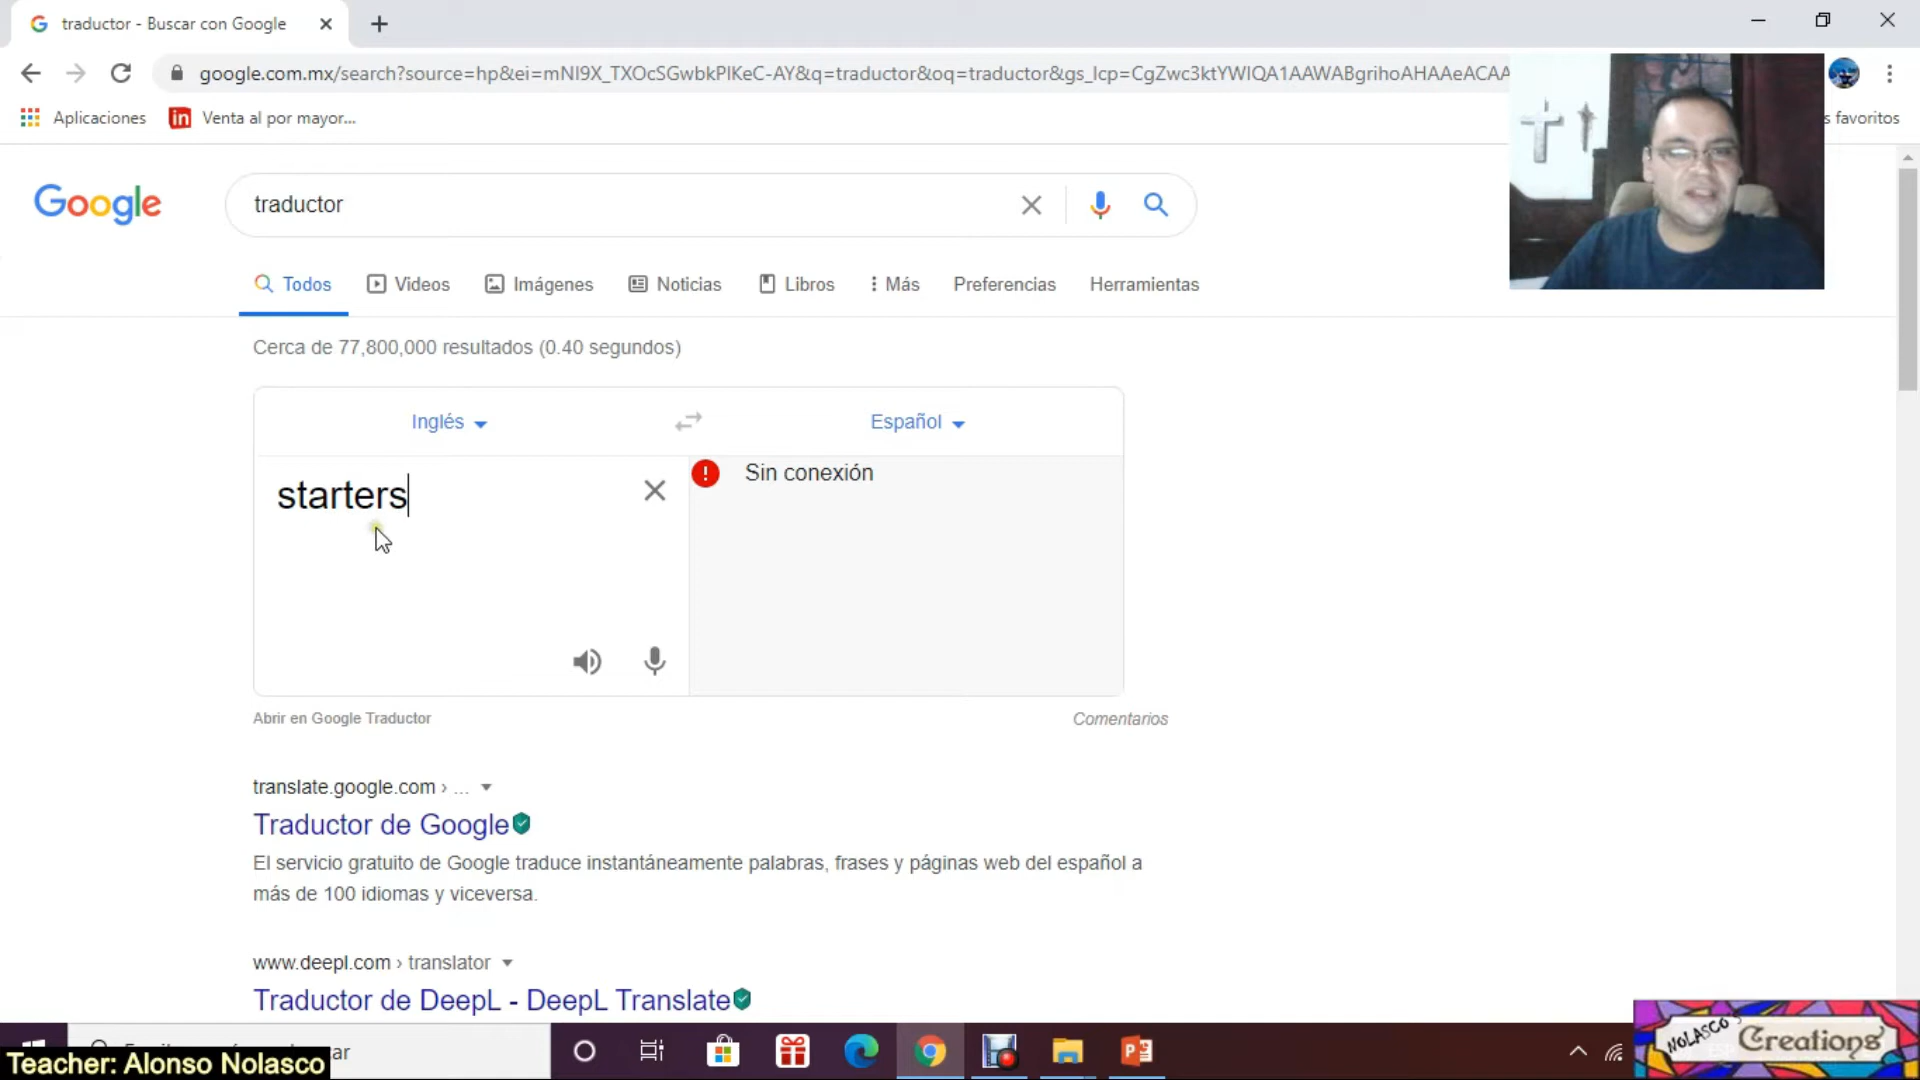 traductor - Buscar con Google
google.com.mx/search?source=hp&ei=mNI9X_TXOcSGwbkPlKeC-AY&q=traductor&oq=traductor&gs_lcp=CgZwc3ktYWIQA1AAWABgrihoAHAAeACAA
Aplicaciones
in Venta al por mayor...
s favoritos
Google
traductor
Todos Videos Imágenes Noticias Libros Más Preferencias Herramientas
Cerca de 77,800,000 resultados (0.40 segundos)
Inglés Español
starters
! Sin conexión
Abrir en Google Traductor
Comentarios
translate.google.com › ...
Traductor de Google
El servicio gratuito de Google traduce instantáneamente palabras, frases y páginas web del español a
más de 100 idiomas y viceversa.
www.deepl.com › translator
Traductor de DeepL - DeepL Translate
Teacher: Alonso Nolasco
NOLASCO'S
Creations